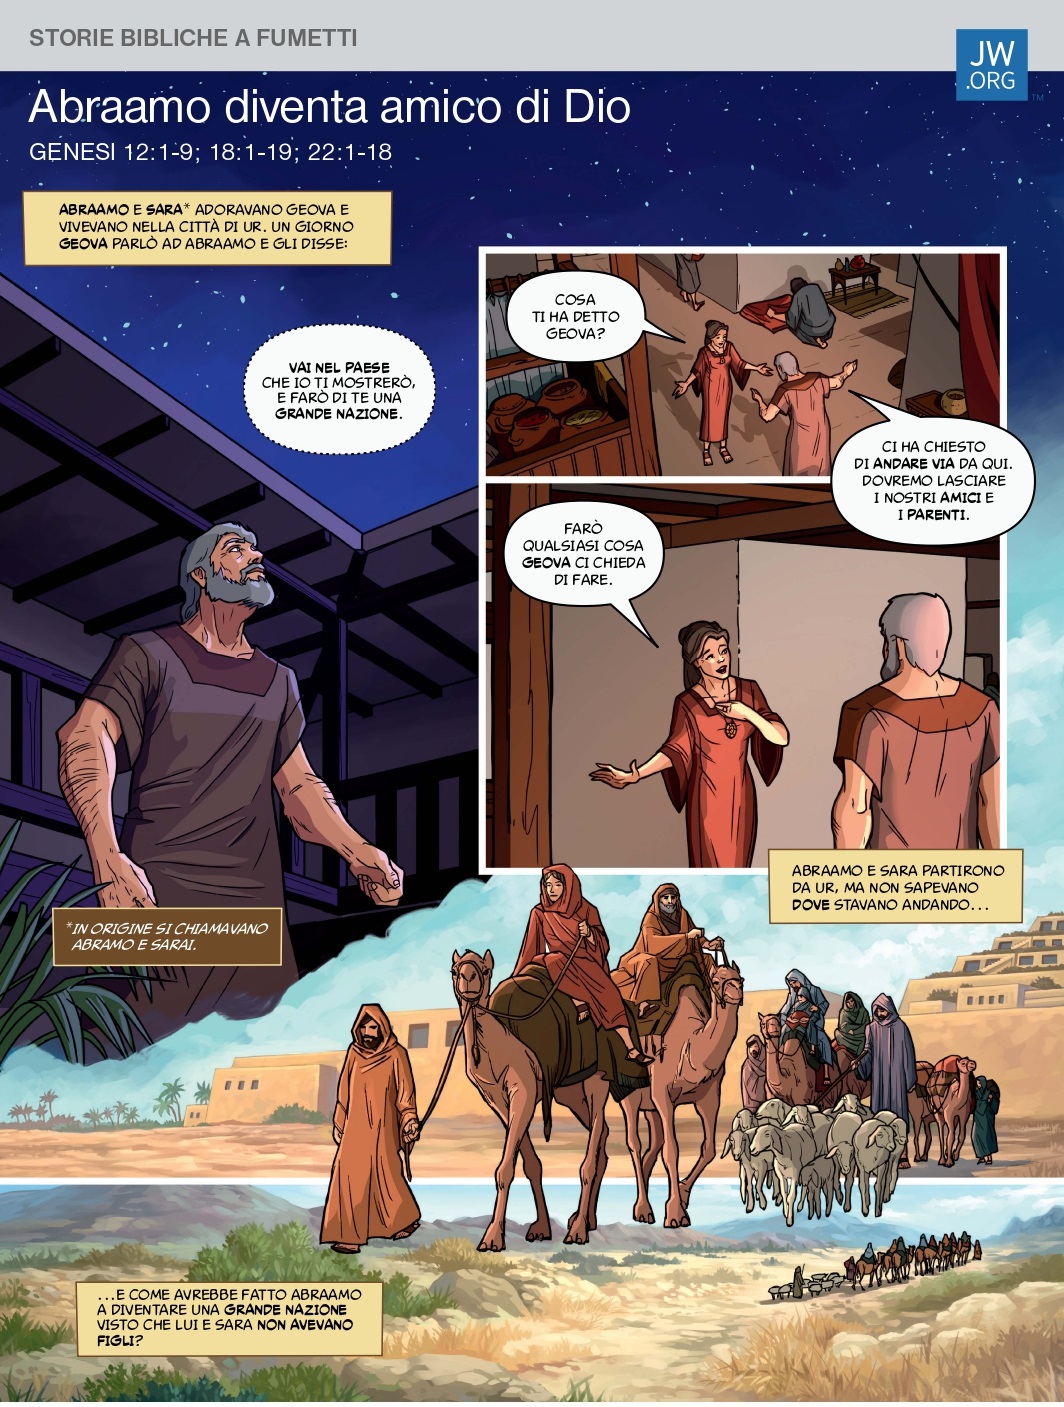 STORIE BIBLICHE A FUMETTI
JW
.ORG
TM
Abraamo diventa amico di Dio
GENESI 12:1-9; 18:1-19; 22:1-18
ABRAAMO E SARA* ADORAVANO GEOVA E
VIVEVANO NELLA CITTÀ DI UR. UN GIORNO
GEOVA PARLÒ AD ABRAAMO E GLI DISSE:
VAI NEL PAESE
CHE IO TI MOSTRERÒ,
E FARÒ DI TE UNA
GRANDE NAZIONE.
COSA
TI HA DETTO
GEOVA?
CI HA CHIESTO
DI ANDARE VIA DA QUI.
DOVREMO LASCIARE
I NOSTRI AMICI E
I PARENTI.
FARÒ
QUALSIASI COSA
GEOVA CI CHIEDA
DI FARE.
*IN ORIGINE SI CHIAMAVANO
ABRAMO E SARAI.
ABRAAMO E SARA PARTIRONO
DA UR, MA NON SAPEVANO
DOVE STAVANO ANDANDO...
...E COME AVREBBE FATTO ABRAAMO
A DIVENTARE UNA GRANDE NAZIONE
VISTO CHE LUI E SARA NON AVEVANO
FIGLI?